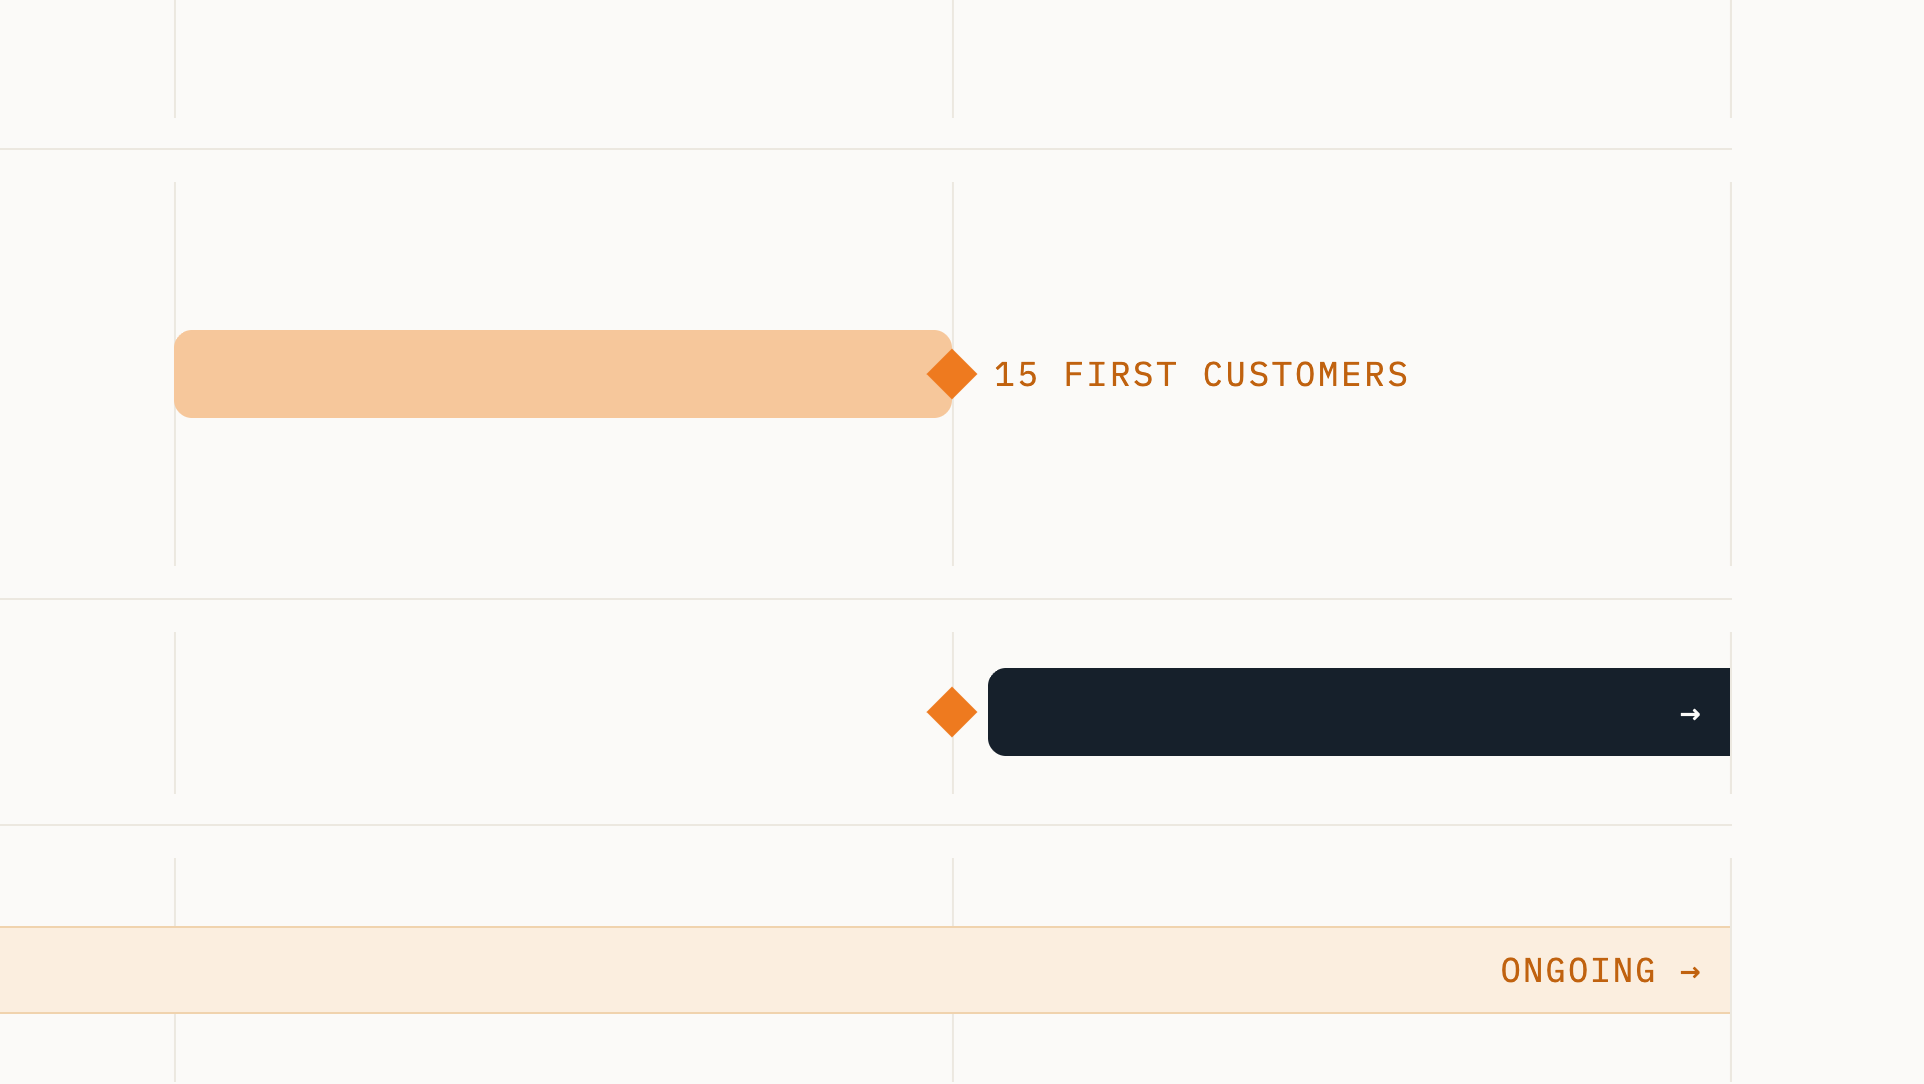 15 FIRST CUSTOMERS
→
ONGOING →